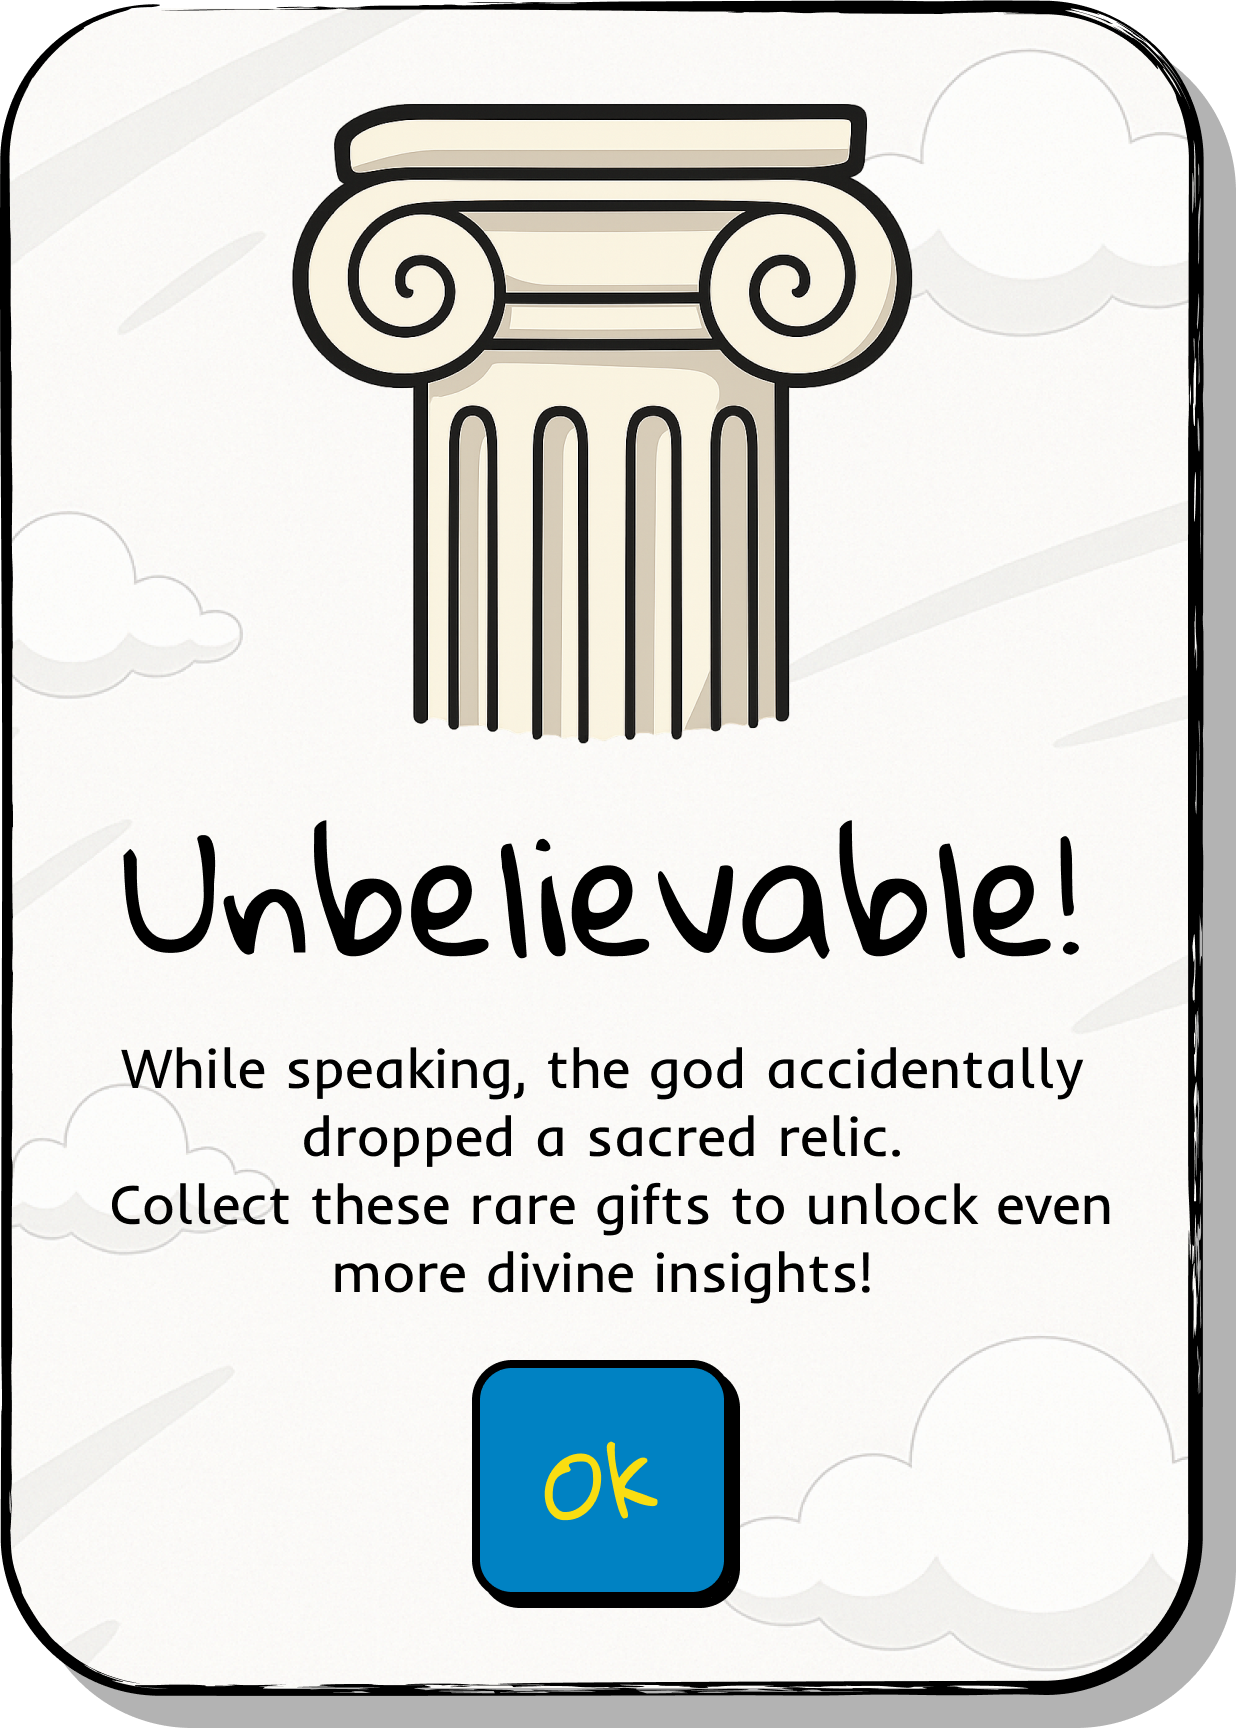 Unbelievable!
While speaking, the god accidentally
dropped a sacred relic.
Collect these rare gifts to unlock even
more divine insights!
Ok